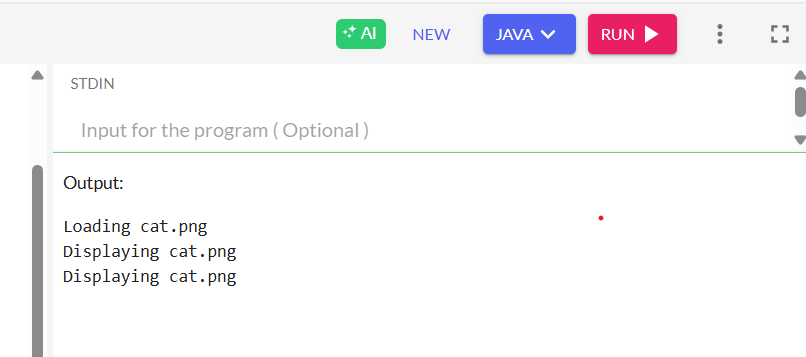 AI NEW JAVA RUN
STDIN
Input for the program ( Optional )
Output:
Loading cat.png
Displaying cat.png
Displaying cat.png